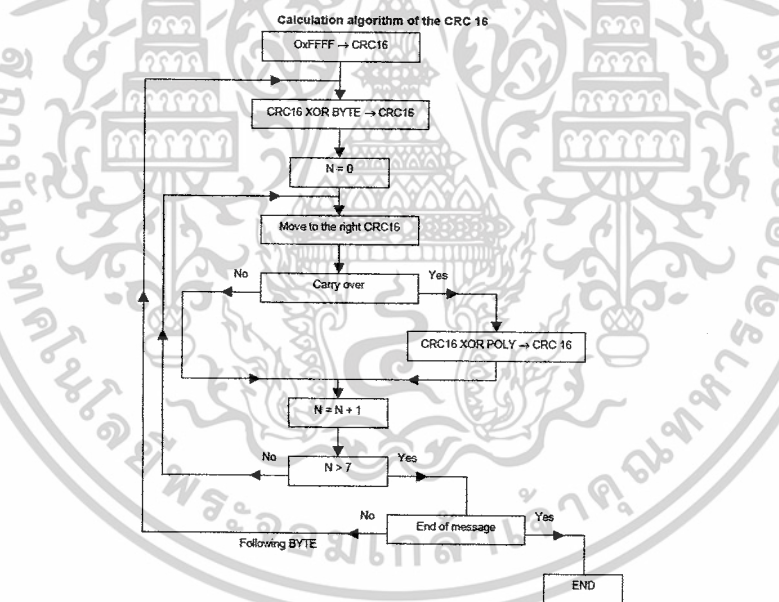 Calculation algorithm of the CRC 16
OxFFFF → CRC16
CRC16 XOR BYTE → CRC16
N = 0
Move to the right CRC16
No
Carry over
Yes
CRC16 XOR POLY → CRC 16
N = N + 1
No
N > 7
Yes
No
End of message
Yes
Following BYTE
END